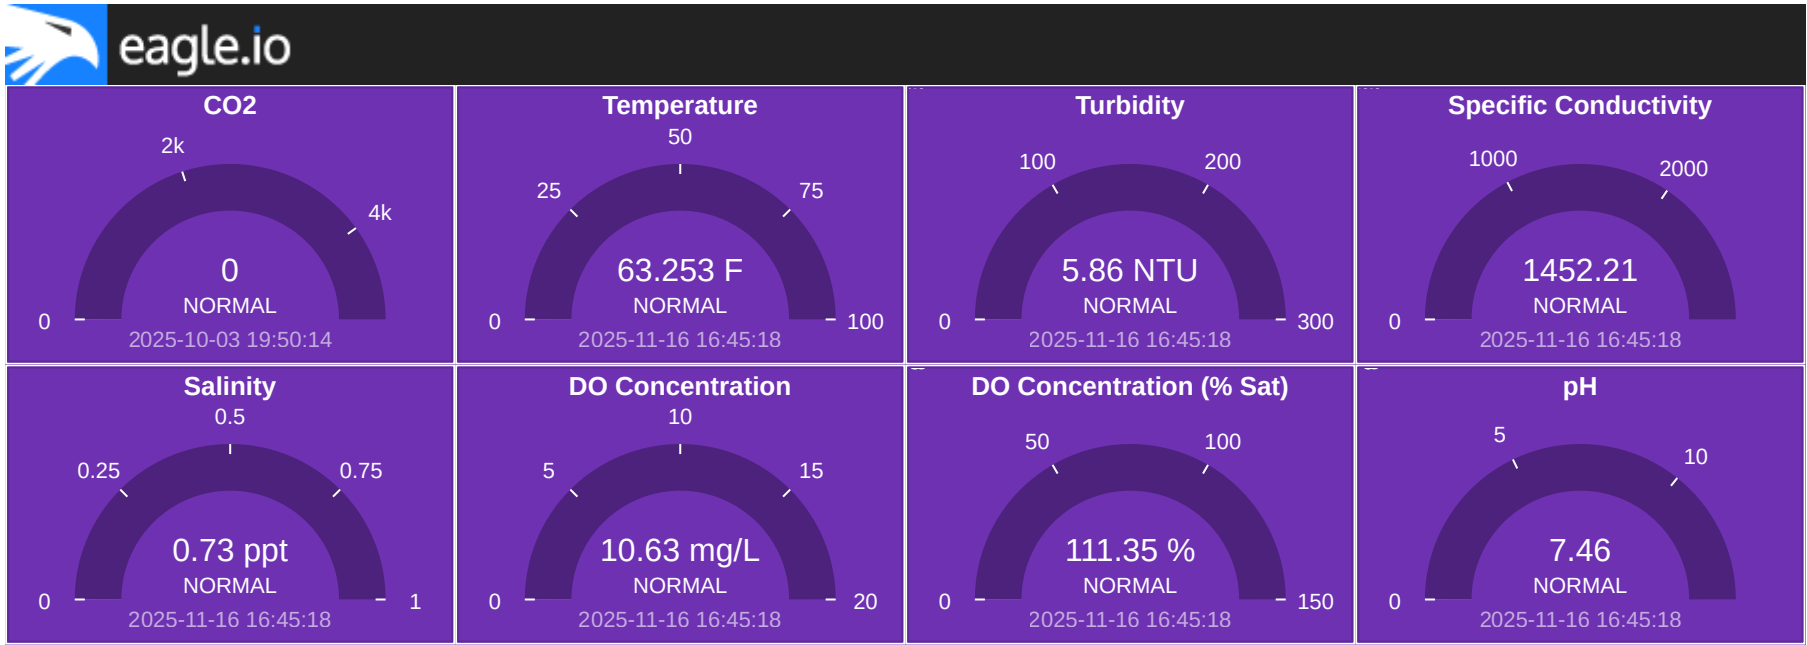 eagle.io
CO2
2k
4k
0
0
NORMAL
2025-10-03 19:50:14
Temperature
50
25
75
63.253 F
NORMAL
0
100
2025-11-16 16:45:18
Turbidity
100
200
5.86 NTU
NORMAL
0
300
2025-11-16 16:45:18
Specific Conductivity
1000
2000
1452.21
NORMAL
0
2025-11-16 16:45:18
Salinity
0.5
0.25
0.75
0.73 ppt
NORMAL
0
1
2025-11-16 16:45:18
DO Concentration
10
5
15
10.63 mg/L
NORMAL
0
20
2025-11-16 16:45:18
DO Concentration (% Sat)
50
100
111.35 %
NORMAL
0
150
2025-11-16 16:45:18
pH
5
10
7.46
NORMAL
0
2025-11-16 16:45:18